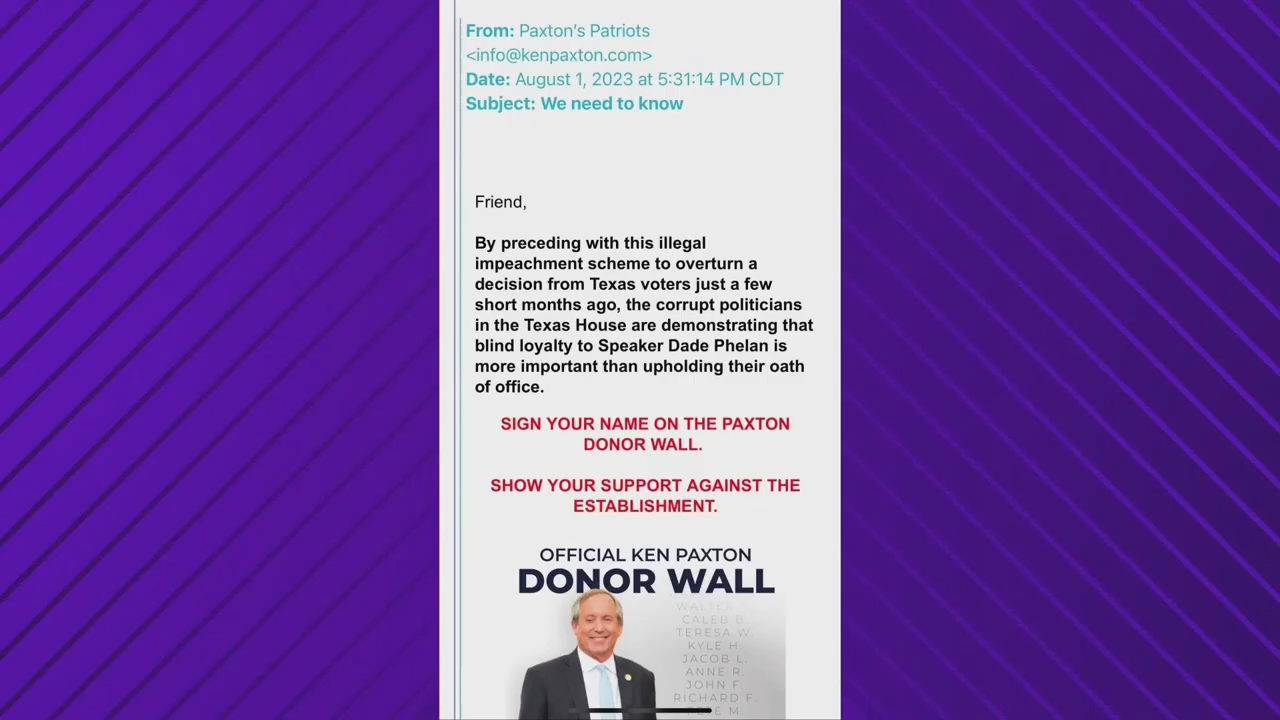 From: Paxton's Patriots
<info@kenpaxton.com>
Date: August 1, 2023 at 5:31:14 PM CDT
Subject: We need to know
Friend,
By preceding with this illegal
impeachment scheme to overturn a
decision from Texas voters just a few
short months ago, the corrupt politicians
in the Texas House are demonstrating that
blind loyalty to Speaker Dade Phelan is
more important than upholding their oath
of office.
SIGN YOUR NAME ON THE PAXTON
DONOR WALL.
SHOW YOUR SUPPORT AGAINST THE
ESTABLISHMENT.
OFFICIAL KEN PAXTON
DONOR WALL
CALEB B.
TERESA W.
KYLE H.
JACOB L.
ANNE R.
JOHN F.
RICHARD F.